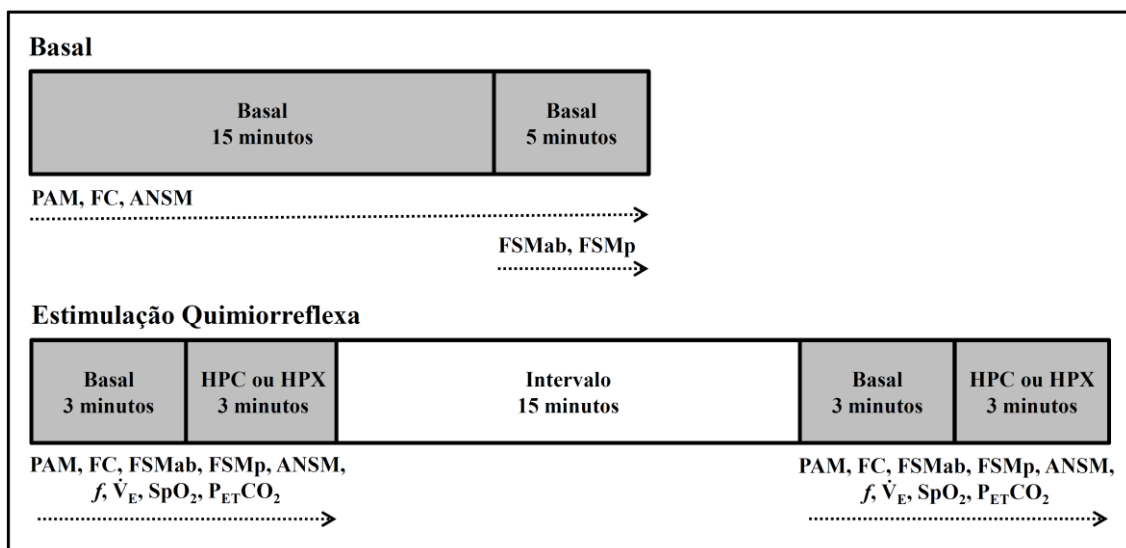 Basal
Basal
15 minutos
Basal
5 minutos
PAM, FC, ANSM
FSMab, FSMp
Estimulação Quimiorreflexa
Basal
3 minutos
HPC ou HPX
3 minutos
Intervalo
15 minutos
Basal
3 minutos
HPC ou HPX
3 minutos
PAM, FC, FSMab, FSMp, ANSM,
f, V̇E, SpO2, PETCO2
PAM, FC, FSMab, FSMp, ANSM,
f, V̇E, SpO2, PETCO2